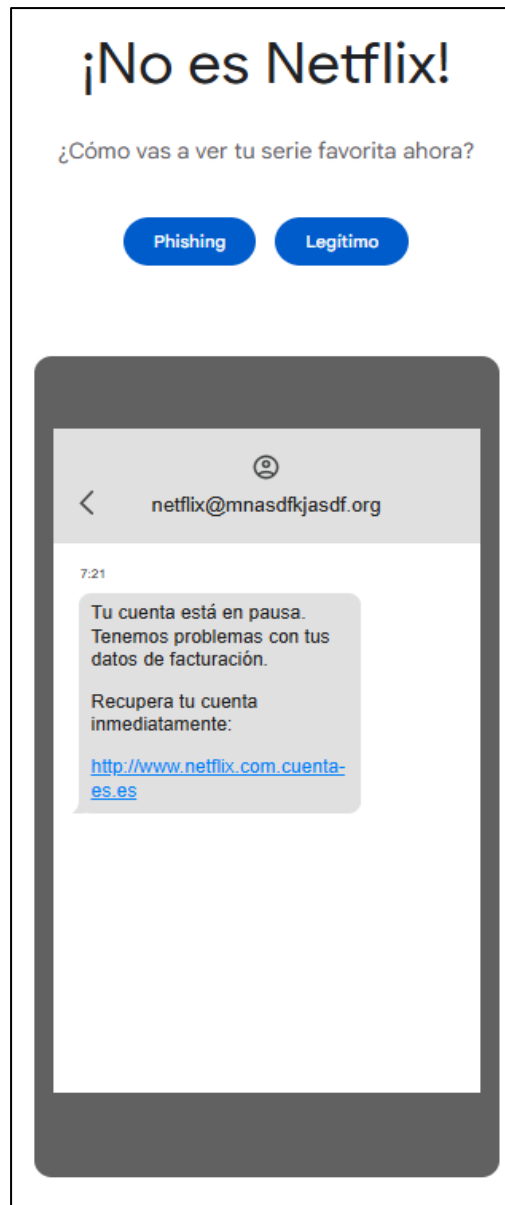 ¡No es Netflix!
¿Cómo vas a ver tu serie favorita ahora?
Phishing Legítimo
netflix@mnasdfkjasdf.org
7:21
Tu cuenta está en pausa.
Tenemos problemas con tus
datos de facturación.
Recupera tu cuenta
inmediatamente:
http://www.netflix.com.cuenta-
es.es